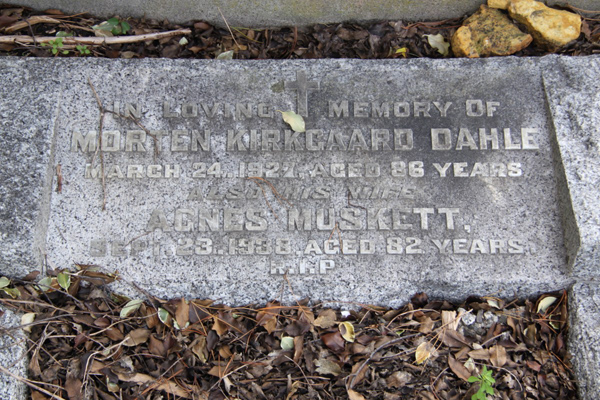 IN LOVING MEMORY OF
MORTEN KIRKGAARD DAHLE
MARCH 24, 1927, AGED 86 YEARS
ALSO HIS WIFE
AGNES MUSKETT,
SEPT. 23, 1938, AGED 82 YEARS.
R.I.P